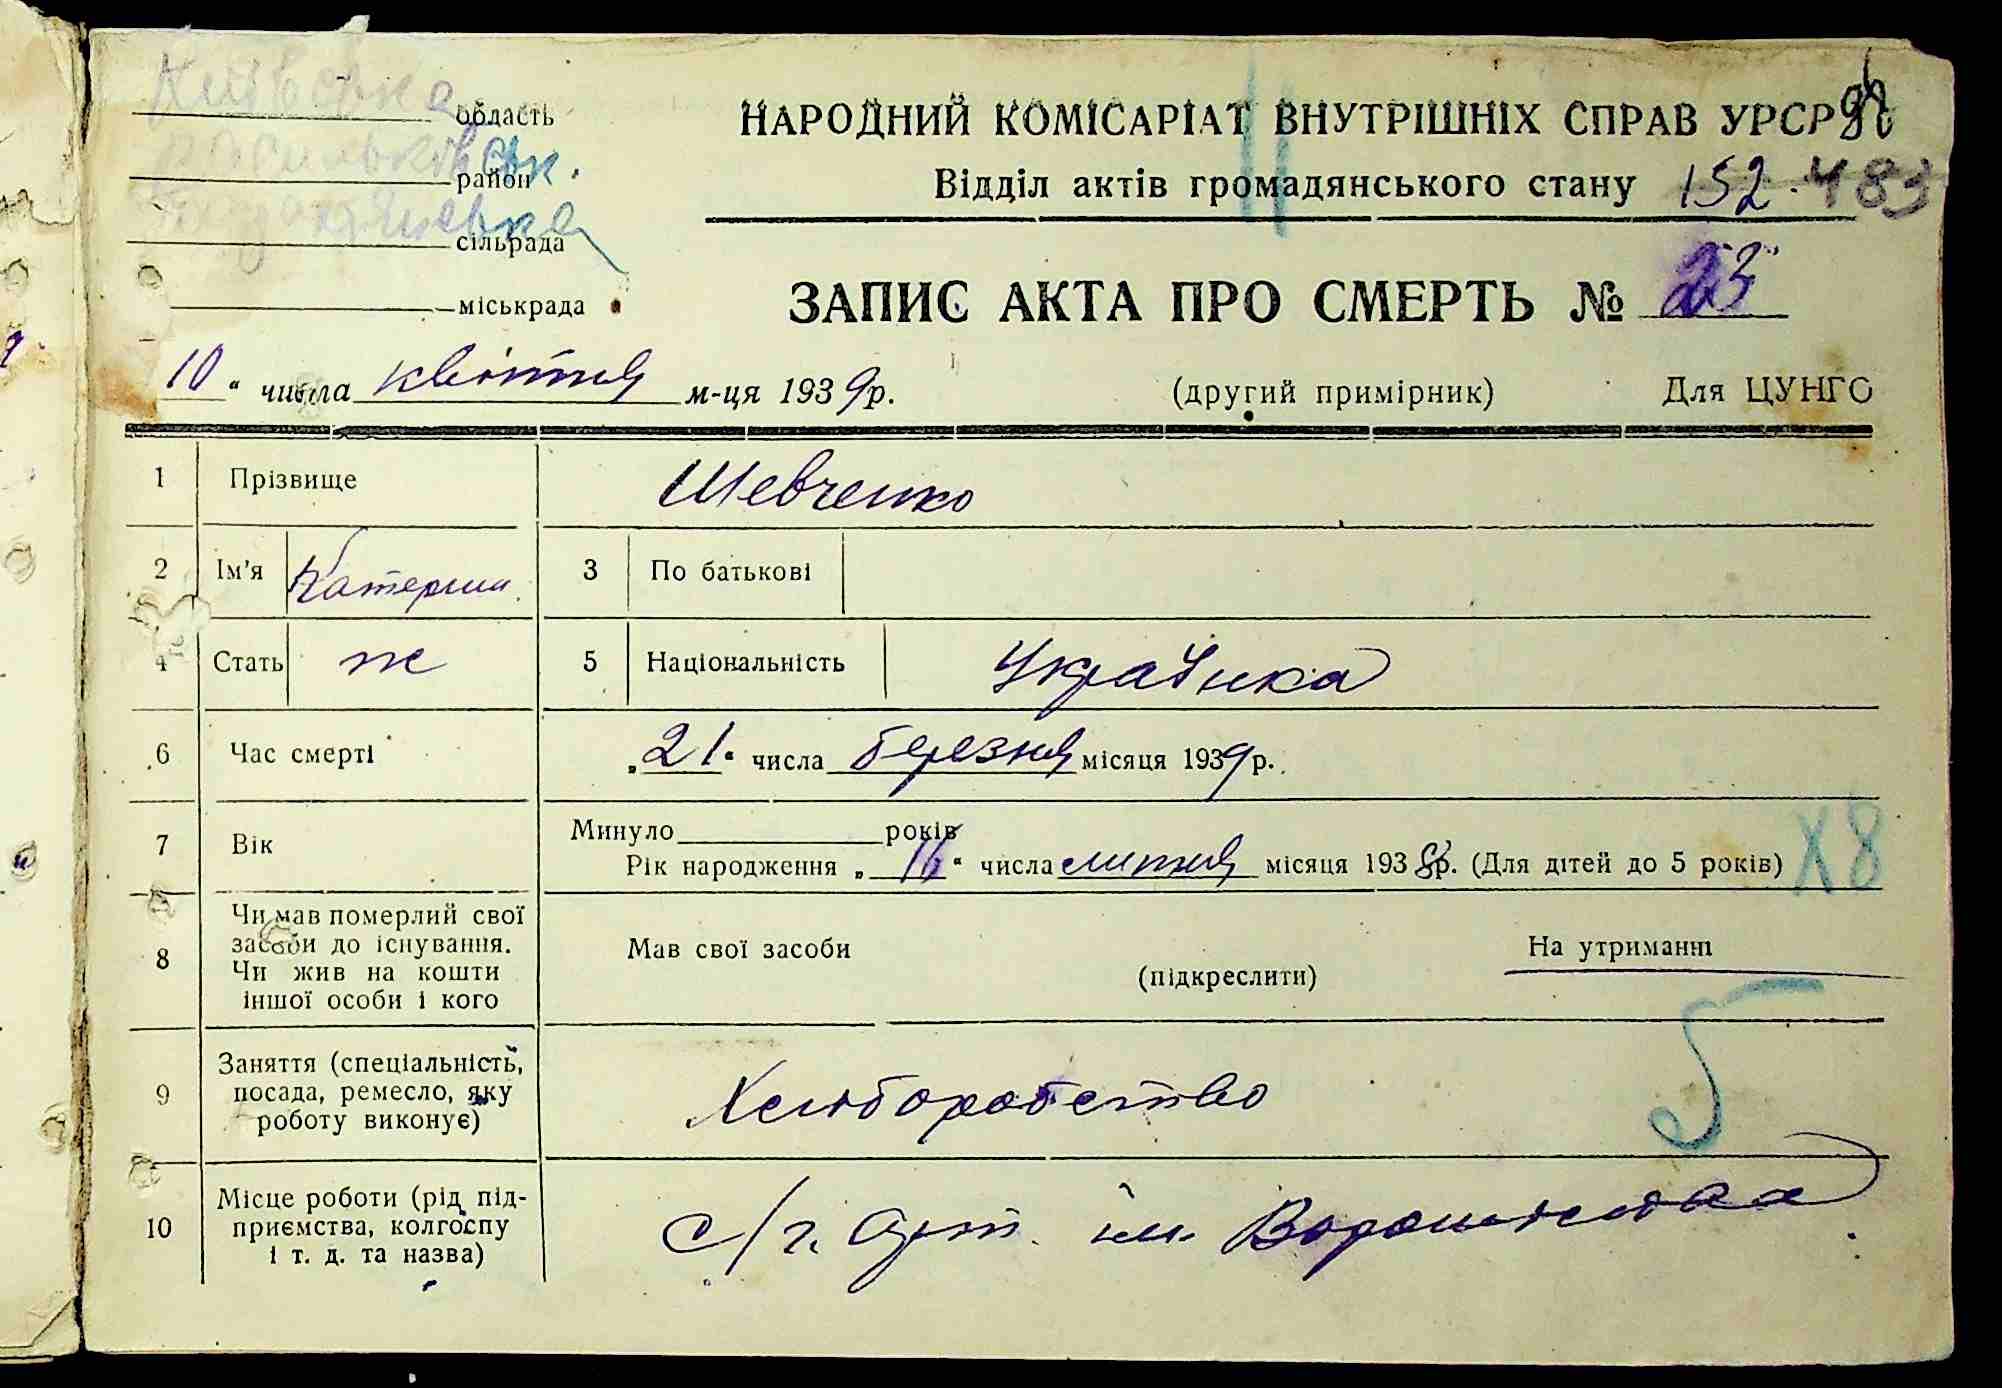 Київська область
Васильківськ. район
сільрада
міськрада
НАРОДНИЙ КОМІСАРІАТ ВНУТРІШНІХ СПРАВ УРСР
Відділ актів громадянського стану 152 483
ЗАПИС АКТА ПРО СМЕРТЬ № 23
10 " числа квітня м-ця 1939 р.
(другий примірник) Для ЦУНГО
1 Прізвище Шевченко
2 Ім'я Катерина 3 По батькові
4 Стать ж 5 Національність Українка
6 Час смерті „ 21 " числа березня місяця 1939 р.
7 Вік Минуло років
Рік народження „ 16 " числа липня місяця 1938 р. (Для дітей до 5 років) X8
8 Чи мав померлий свої
засоби до існування.
Чи жив на кошти
іншої особи і кого
Мав свої засоби (підкреслити) На утриманні
5
9 Заняття (спеціальність,
посада, ремесло, яку
роботу виконує)
Хліборобство
10 Місце роботи (рід під-
приємства, колгоспу
і т. д. та назва)
с/г. Арт. ім. Ворошилова